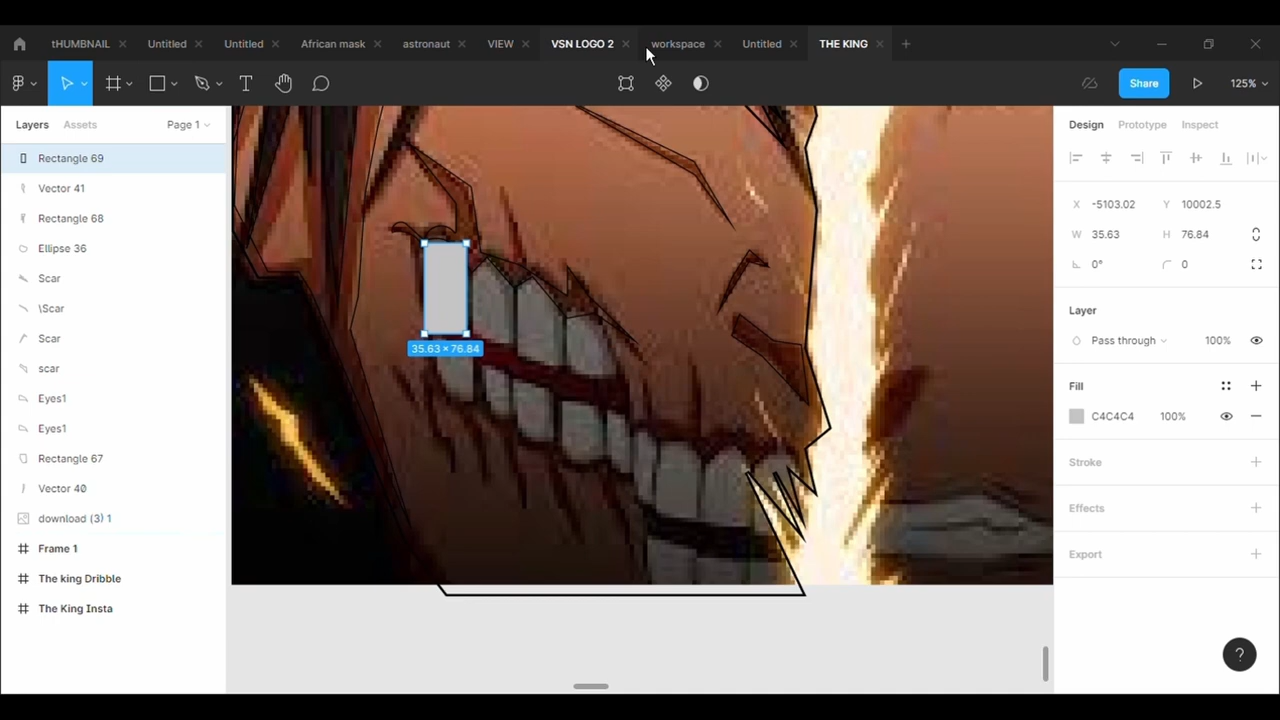 tHUMBNAIL Untitled Untitled African mask astronaut VIEW VSN LOGO 2 workspace Untitled THE KING
Share 125%
Layers Assets Page 1
Rectangle 69
Vector 41
Rectangle 68
Ellipse 36
Scar
\Scar
Scar
scar
Eyes1
Eyes1
Rectangle 67
Vector 40
download (3) 1
Frame 1
The king Dribble
The King Insta
35.63 × 76.84
Design Prototype Inspect
X -5103.02 Y 10002.5
W 35.63 H 76.84
0° 0
Layer
Pass through 100%
Fill
C4C4C4 100%
Stroke
Effects
Export
?